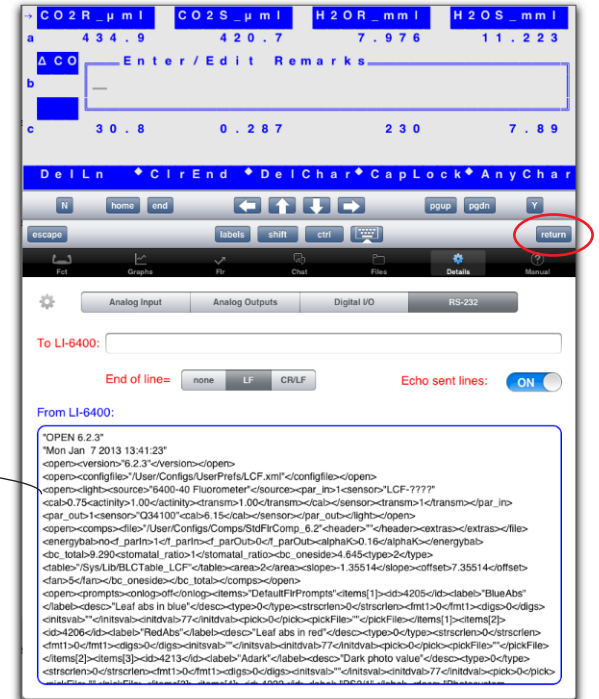 → CO2R_µml CO2S_µml H2OR_mml H2OS_mml
a 434.9 420.7 7.976 11.223
ΔCO Enter/Edit Remarks
b
c 30.8 0.287 230 7.89
DelLn ◆ClrEnd ◆DelChar◆CapLock◆AnyChar
N home end pgup pgdn Y
escape labels shift ctrl return
Fct Graphs Flr Chat Files Details Manual
Analog Input Analog Outputs Digital I/O RS-232
To LI-6400:
End of line= none LF CR/LF Echo sent lines: ON
From LI-6400:
"OPEN 6.2.3"
"Mon Jan 7 2013 13:41:23"
<open><version>"6.2.3"</version></open>
<open><configfile>"/User/Configs/UserPrefs/LCF.xml"</configfile></open>
<open><light><source>"6400-40 Fluorometer"</source><par_in>1<sensor>"LCF-????"
<cal>0.75<actinity>1.00</actinity><transm>1.00</transm></cal></sensor><transm>1</transm></par_in>
<par_out>1<sensor>"Q34100"<cal>6.15</cal></sensor></par_out></light></open>
<open><comps><file>"/User/Configs/Comps/StdFlrComp_6.2"<header>""</header><extras></extras></file>
<energybal>no<f_parIn>1</f_parIn><f_parOut>0</f_parOut><alphaK>0.16</alphaK></energybal>
<bc_total>9.290<stomatal_ratio>1</stomatal_ratio><bc_oneside>4.645<type>2</type>
<table>"/Sys/Lib/BLCTable_LCF"</table><area>2</area><slope>-1.35514</slope><offset>7.35514</offset>
<fan>5</fan></bc_oneside></bc_total></comps></open>
<open><prompts><onlog>off</onlog><items>"DefaultFlrPrompts"<items[1]><id>4205</id><label>"BlueAbs"
</label><desc>"Leaf abs in blue"</desc><type>0</type><strscrlen>0</strscrlen><fmt1>0</fmt1><digs>0</digs>
<initsval>""</initsval><initdval>77</initdval><pick>0</pick><pickFile>""</pickFile></items[1]><items[2]>
<id>4206</id><label>"RedAbs"</label><desc>"Leaf abs in red"</desc><type>0</type><strscrlen>0</strscrlen>
<fmt1>0</fmt1><digs>0</digs><initsval>""</initsval><initdval>77</initdval><pick>0</pick><pickFile>""</pickFile>
</items[2]><items[3]><id>4213</id><label>"Adark"</label><desc>"Dark photo value"</desc><type>0</type>
<strscrlen>0</strscrlen><fmt1>0</fmt1><digs>0</digs><initsval>""</initsval><initdval>77</initdval><pick>0</pick>